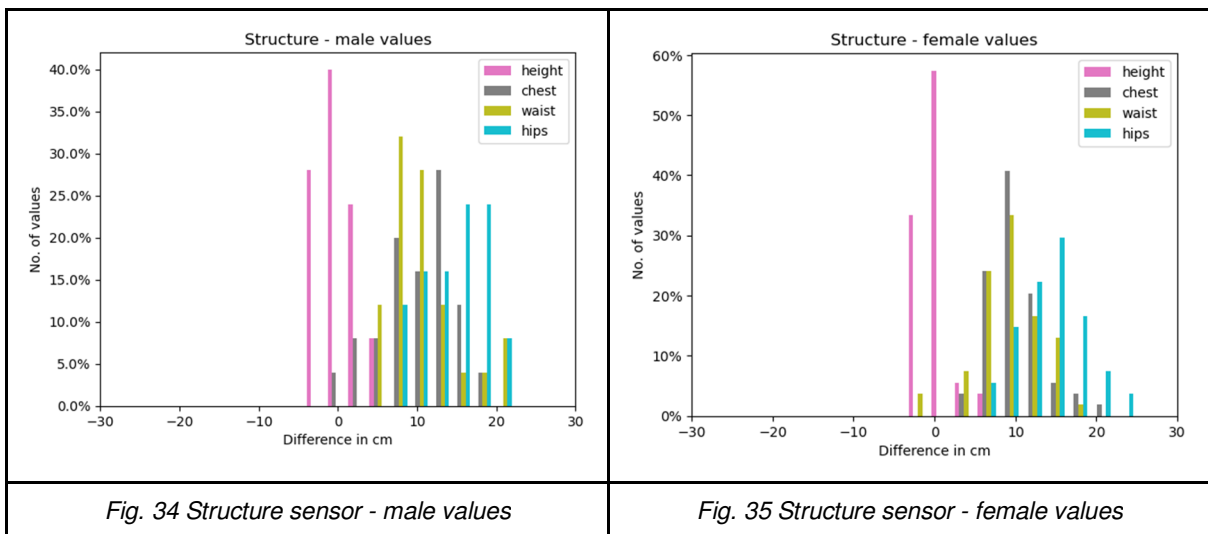 Structure - male values
40.0%
35.0%
30.0%
25.0%
20.0%
15.0%
10.0%
5.0%
0.0%
No. of values
height
chest
waist
hips
−30
−20
−10
0
10
20
30
Difference in cm
Structure - female values
60%
50%
40%
30%
20%
10%
0%
No. of values
height
chest
waist
hips
−30
−20
−10
0
10
20
30
Difference in cm
Fig. 34 Structure sensor - male values
Fig. 35 Structure sensor - female values